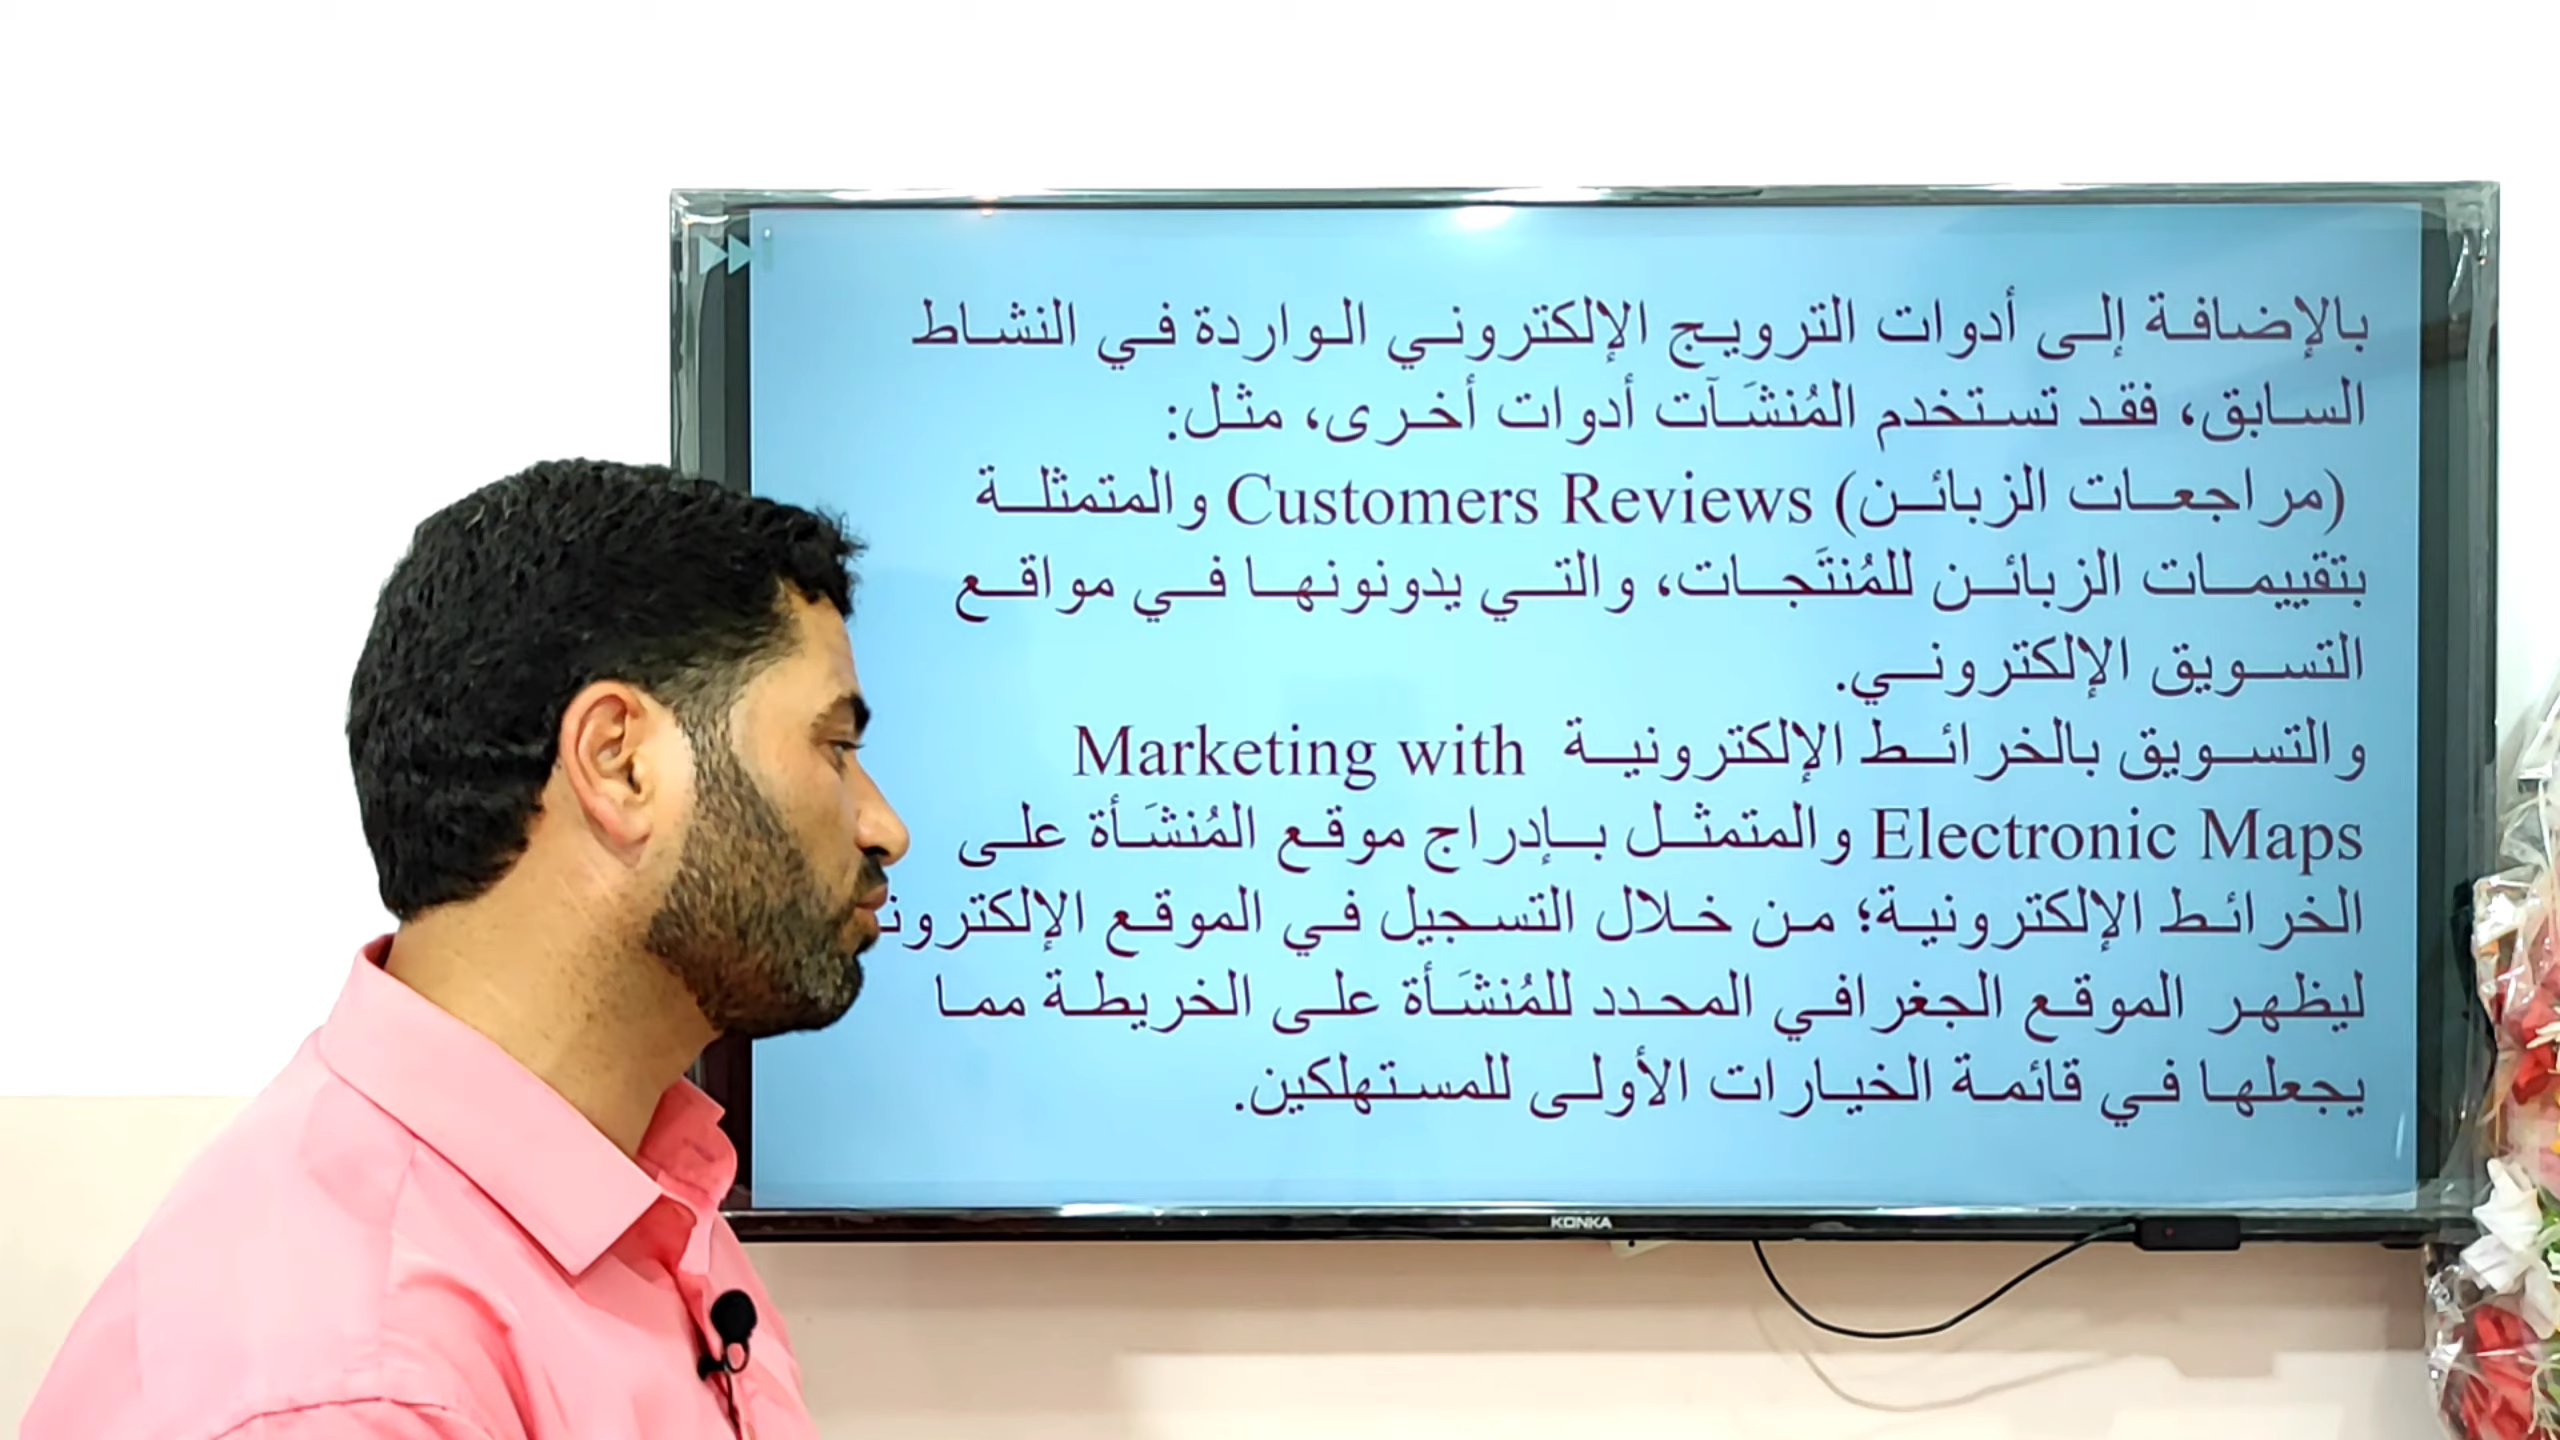 بالإضافة إلى أدوات الترويج الإلكتروني الواردة في النشاط
السابق، فقد تستخدم المُنشَآت أدوات أخرى، مثل:
(مراجعات الزبائن) Customers Reviews والمتمثلة
بتقييمات الزبائن للمُنتَجات، والتي يدونونها في مواقع
التسويق الإلكتروني.
والتسويق بالخرائط الإلكترونية Marketing with
Electronic Maps والمتمثل بإدراج موقع المُنشَأة على
الخرائط الإلكترونية؛ من خلال التسجيل في الموقع
ليظهر الموقع الجغرافي المحدد للمُنشَأة على الخريطة مما
يجعلها في قائمة الخيارات الأولى للمستهلكين.
KONKA